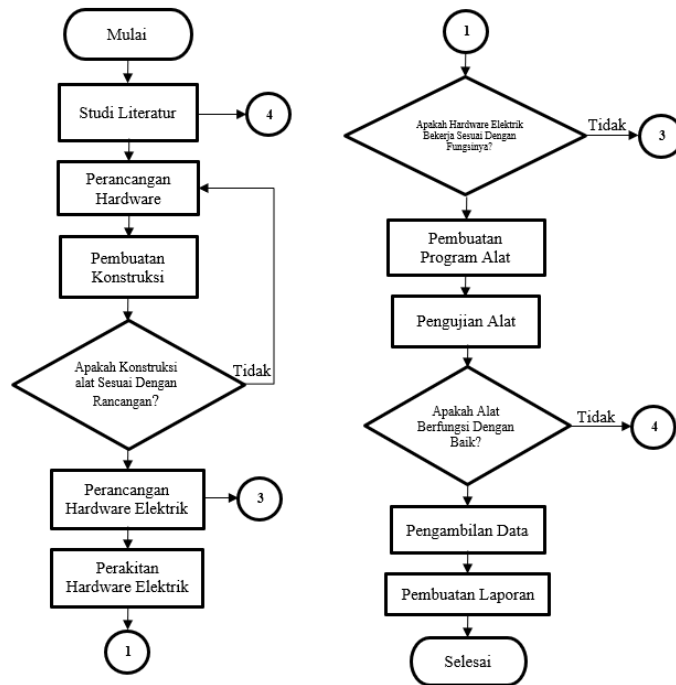 Mulai
Studi Literatur
4
Perancangan
Hardware
Pembuatan
Konstruksi
Apakah Konstruksi
alat Sesuai Dengan
Rancangan?
Tidak
Perancangan
Hardware Elektrik
3
Perakitan
Hardware Elektrik
1
1
Apakah Hardware Elektrik
Bekerja Sesuai Dengan
Fungsinya?
Tidak
3
Pembuatan
Program Alat
Pengujian Alat
Apakah Alat
Berfungsi Dengan
Baik?
Tidak
4
Pengambilan Data
Pembuatan Laporan
Selesai